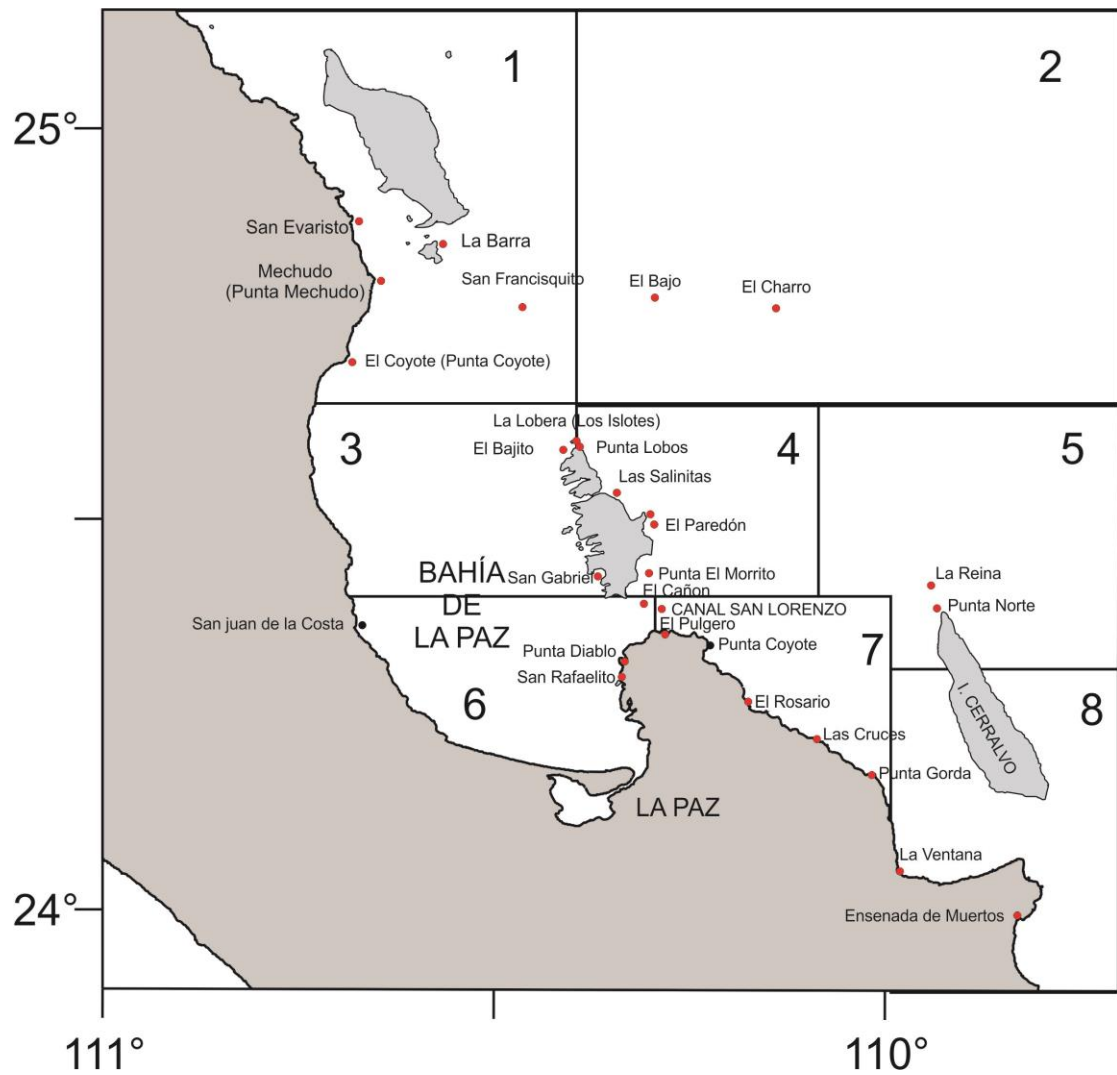 1
2
25°
San Evaristo
La Barra
Mechudo
(Punta Mechudo)
San Francisquito
El Bajo
El Charro
El Coyote (Punta Coyote)
La Lobera (Los Islotes)
3
El Bajito
Punta Lobos
4
5
Las Salinitas
El Paredón
BAHÍA
DE
LA PAZ
San Gabriel
Punta El Morrito
La Reina
El Cañon
CANAL SAN LORENZO
Punta Norte
San juan de la Costa
El Pulgero
Punta Diablo
Punta Coyote
7
San Rafaelito
6
El Rosario
8
I. CERRALVO
Las Cruces
Punta Gorda
LA PAZ
La Ventana
24°
Ensenada de Muertos
111°
110°